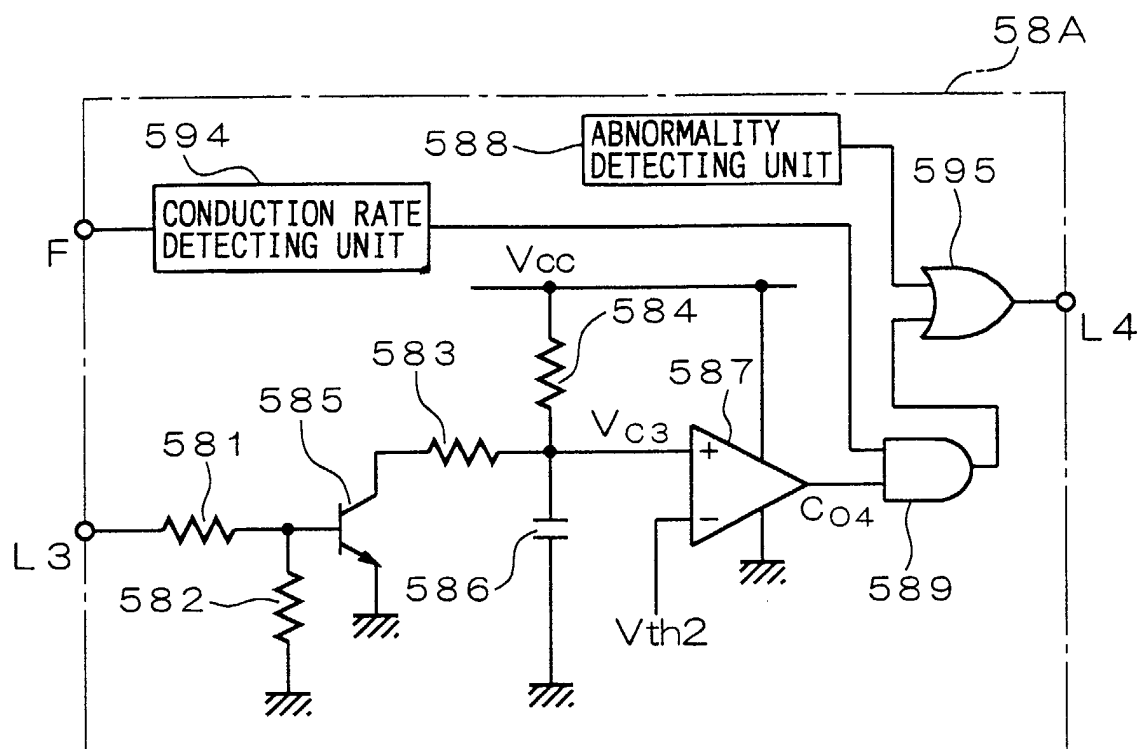 58A
594
588
ABNORMALITY
DETECTING UNIT
595
CONDUCTION RATE
DETECTING UNIT
F
Vcc
584
L4
583
587
585
VC3
581
+
−
CO4
L3
586
589
582
Vth2